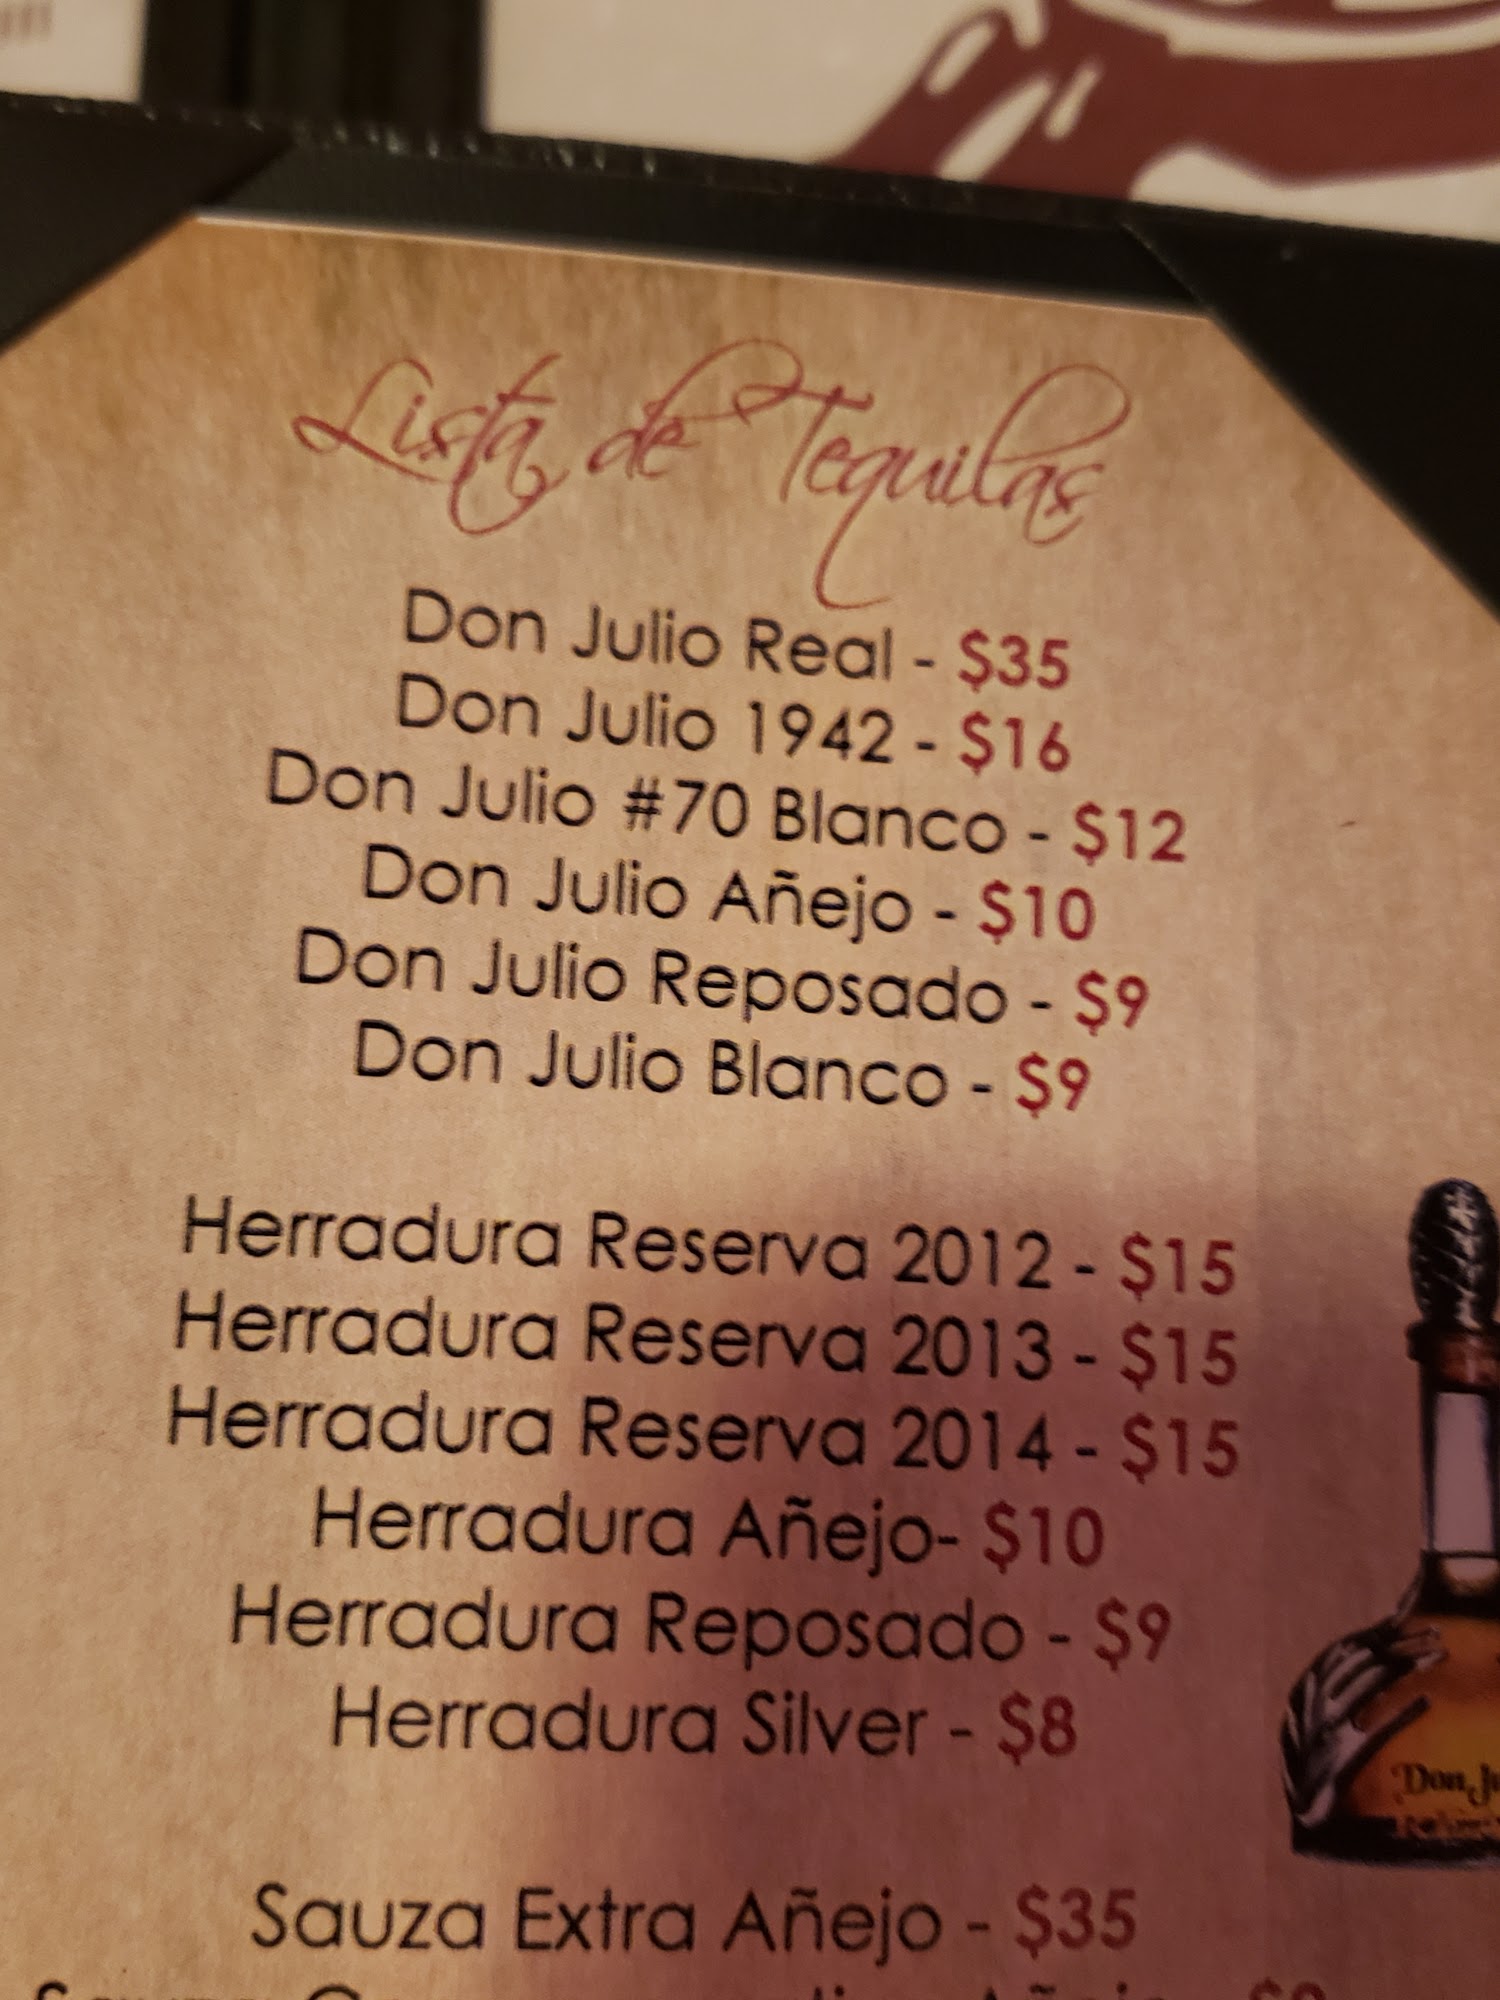 Lista de Tequilas
Don Julio Real - $35
Don Julio 1942 - $16
Don Julio #70 Blanco - $12
Don Julio Añejo - $10
Don Julio Reposado - $9
Don Julio Blanco - $9
Herradura Reserva 2012 - $15
Herradura Reserva 2013 - $15
Herradura Reserva 2014 - $15
Herradura Añejo- $10
Herradura Reposado - $9
Herradura Silver - $8
Don Ju
Sauza Extra Añejo - $35